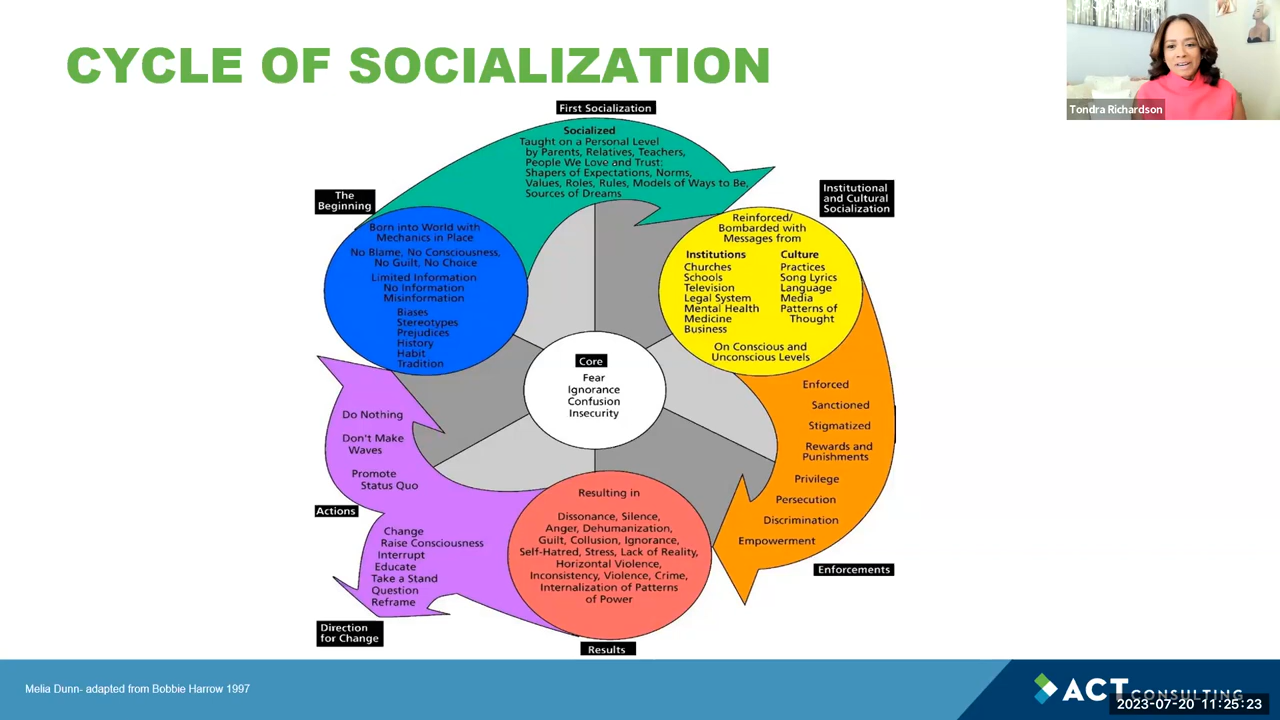 CYCLE OF SOCIALIZATION
Tondra Richardson
First Socialization
Socialized
Taught on a Personal Level
by Parents, Relatives, Teachers,
People We Love and Trust:
Shapers of Expectations, Norms,
Values, Roles, Rules, Models of Ways to Be,
Sources of Dreams
The
Beginning
Born into World with
Mechanics in Place
No Blame, No Consciousness,
No Guilt, No Choice
Limited Information
No Information
Misinformation
Biases
Stereotypes
Prejudices
History
Habit
Tradition
Institutional
and Cultural
Socialization
Reinforced/
Bombarded with
Messages from
Institutions
Churches
Schools
Television
Legal System
Mental Health
Medicine
Business
Culture
Practices
Song Lyrics
Language
Media
Patterns of
Thought
On Conscious and
Unconscious Levels
Core
Fear
Ignorance
Confusion
Insecurity
Enforced
Sanctioned
Stigmatized
Rewards and
Punishments
Privilege
Persecution
Discrimination
Empowerment
Enforcements
Resulting in
Dissonance, Silence,
Anger, Dehumanization,
Guilt, Collusion, Ignorance,
Self-Hatred, Stress, Lack of Reality,
Horizontal Violence,
Inconsistency, Violence, Crime,
Internalization of Patterns
of Power
Results
Do Nothing
Don't Make
Waves
Promote
Status Quo
Actions
Change
Raise Consciousness
Interrupt
Educate
Take a Stand
Question
Reframe
Direction
for Change
Melia Dunn- adapted from Bobbie Harrow 1997
ACT CONSULTING
2023-07-20 11:25:23